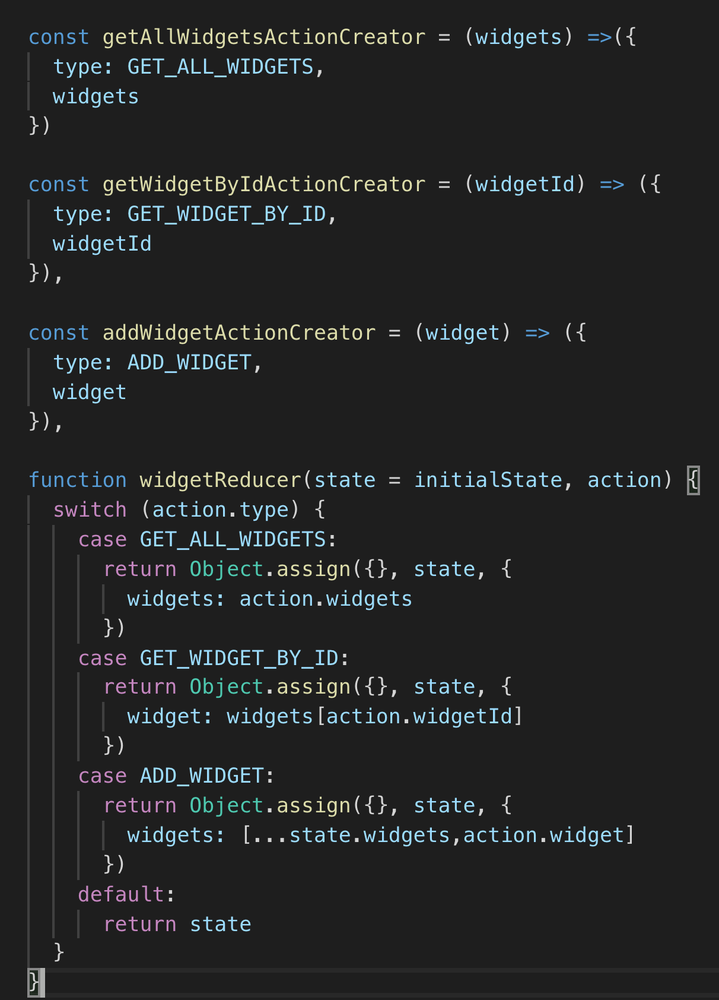 const getAllWidgetsActionCreator = (widgets) =>({
  type: GET_ALL_WIDGETS,
  widgets
})

const getWidgetByIdActionCreator = (widgetId) => ({
  type: GET_WIDGET_BY_ID,
  widgetId
}),

const addWidgetActionCreator = (widget) => ({
  type: ADD_WIDGET,
  widget
}),

function widgetReducer(state = initialState, action) {
  switch (action.type) {
    case GET_ALL_WIDGETS:
      return Object.assign({}, state, {
        widgets: action.widgets
      })
    case GET_WIDGET_BY_ID:
      return Object.assign({}, state, {
        widget: widgets[action.widgetId]
      })
    case ADD_WIDGET:
      return Object.assign({}, state, {
        widgets: [...state.widgets,action.widget]
      })
    default:
      return state
  }
}